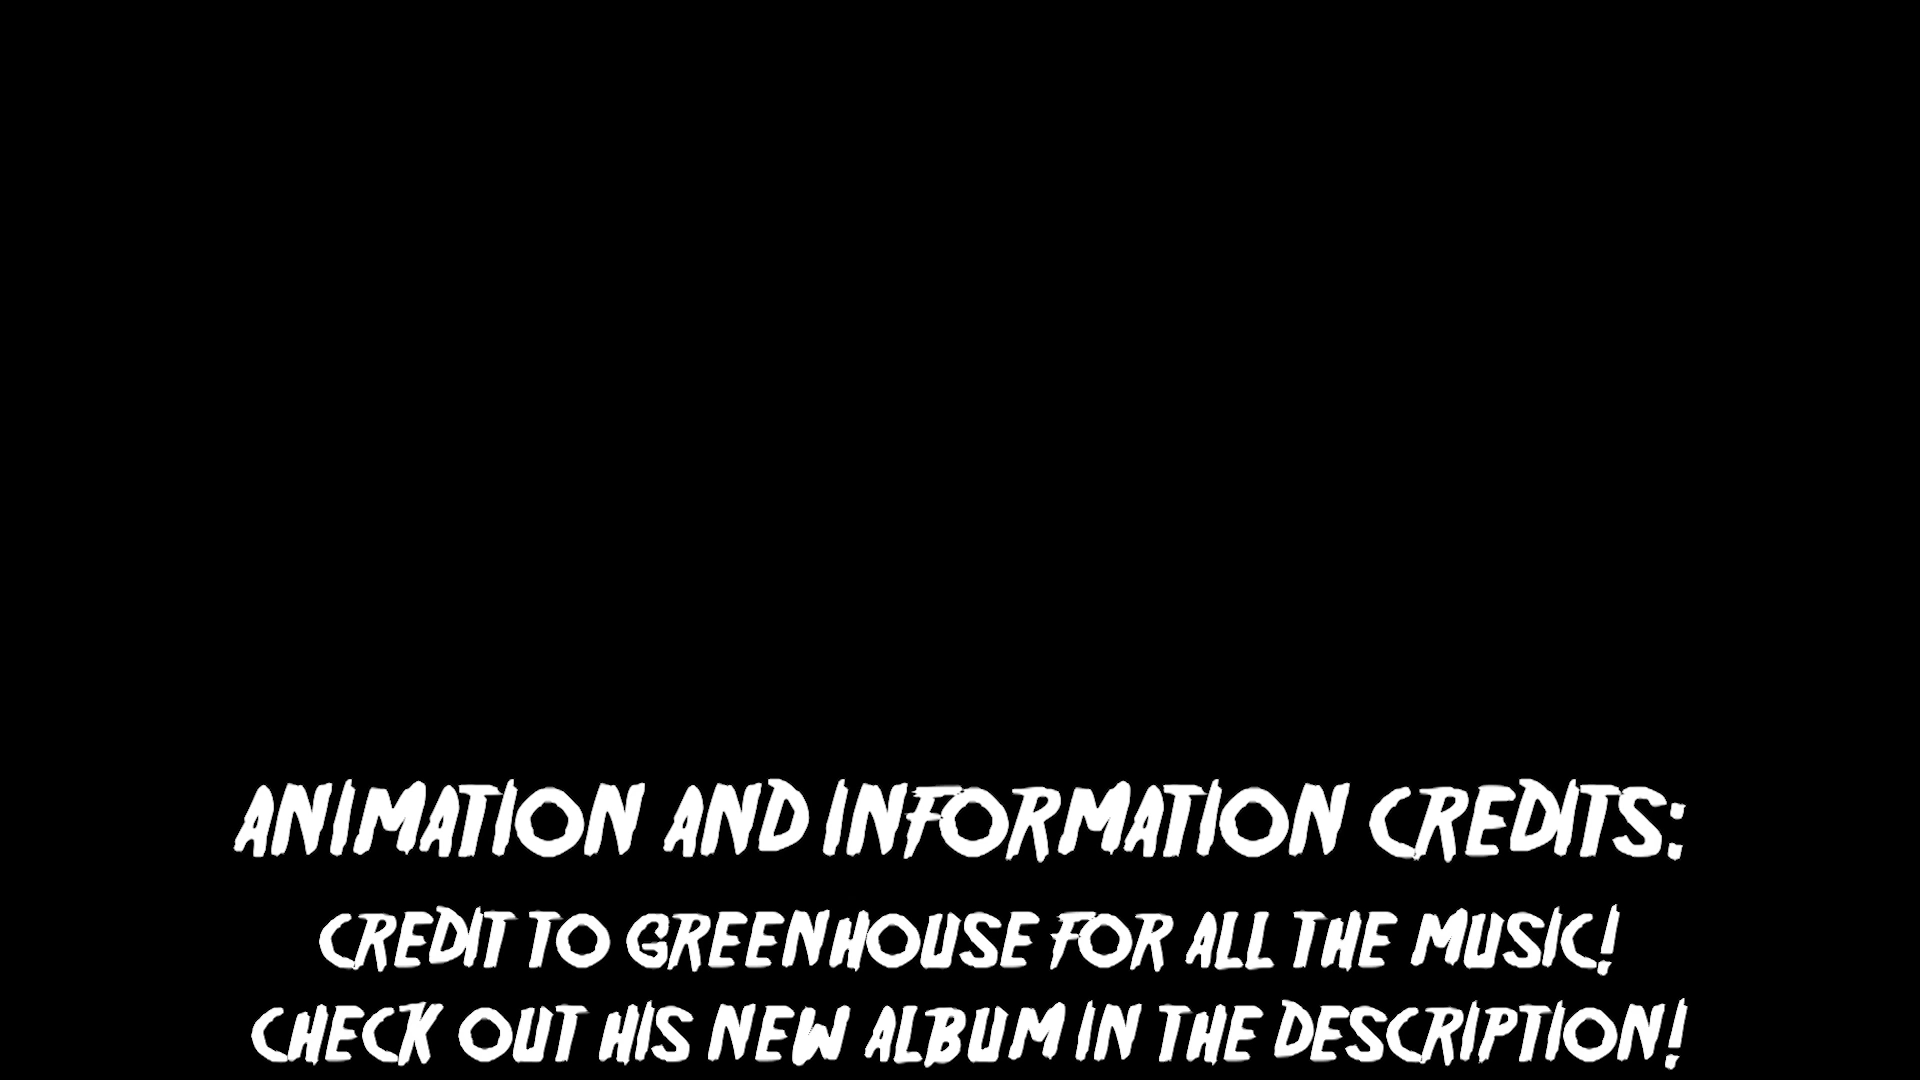 ANIMATION AND INFORMATION CREDITS:
CREDIT TO GREENHOUSE FOR ALL THE MUSIC!
CHECK OUT HIS NEW ALBUM IN THE DESCRIPTION!